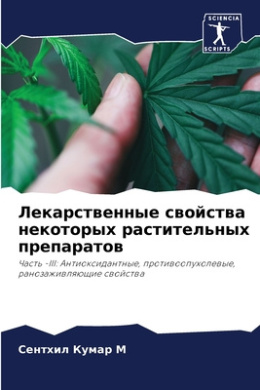 SCIENCIA
SCRIPTS
Лекарственные свойства
некоторых растительных
препаратов
Часть -III: Антиоксидантные, противоопухолевые,
ранозаживляющие свойства
Сентхил Кумар М